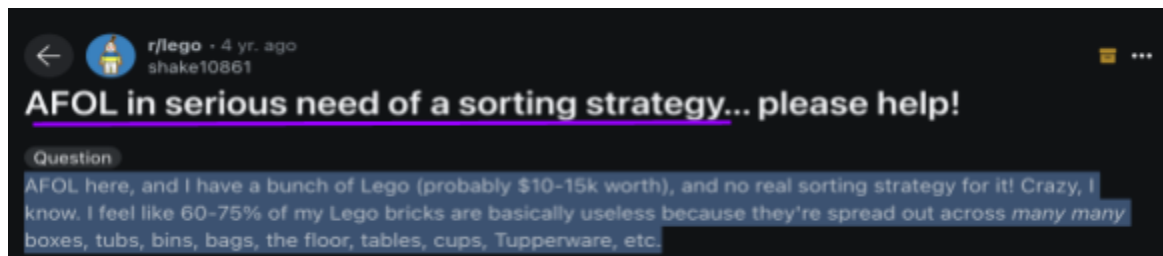 r/lego · 4 yr. ago
shake10861
AFOL in serious need of a sorting strategy... please help!
Question
AFOL here, and I have a bunch of Lego (probably $10-15k worth), and no real sorting strategy for it! Crazy, I
know. I feel like 60-75% of my Lego bricks are basically useless because they're spread out across many many
boxes, tubs, bins, bags, the floor, tables, cups, Tupperware, etc.